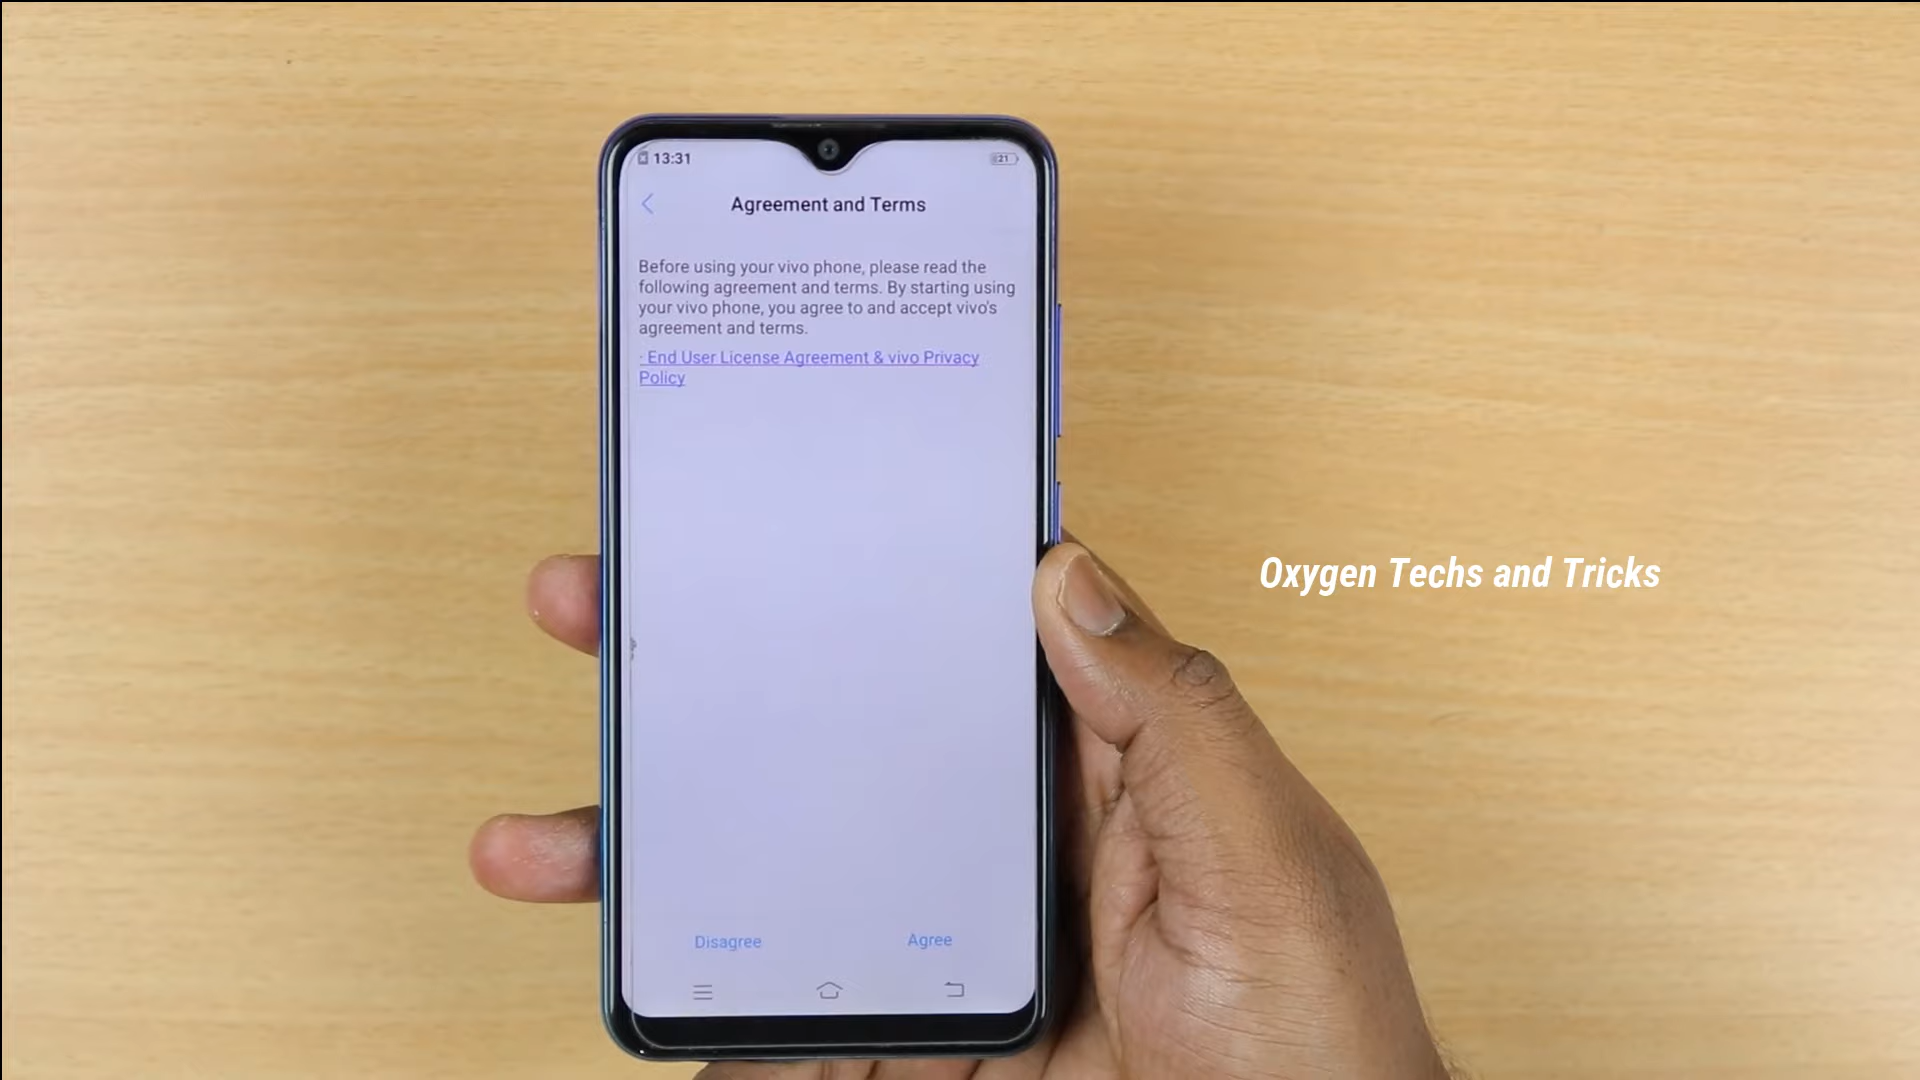 13:31
21
Agreement and Terms
Before using your vivo phone, please read the
following agreement and terms. By starting using
your vivo phone, you agree to and accept vivo's
agreement and terms.
· End User License Agreement & vivo Privacy
Policy
Oxygen Techs and Tricks
Disagree
Agree